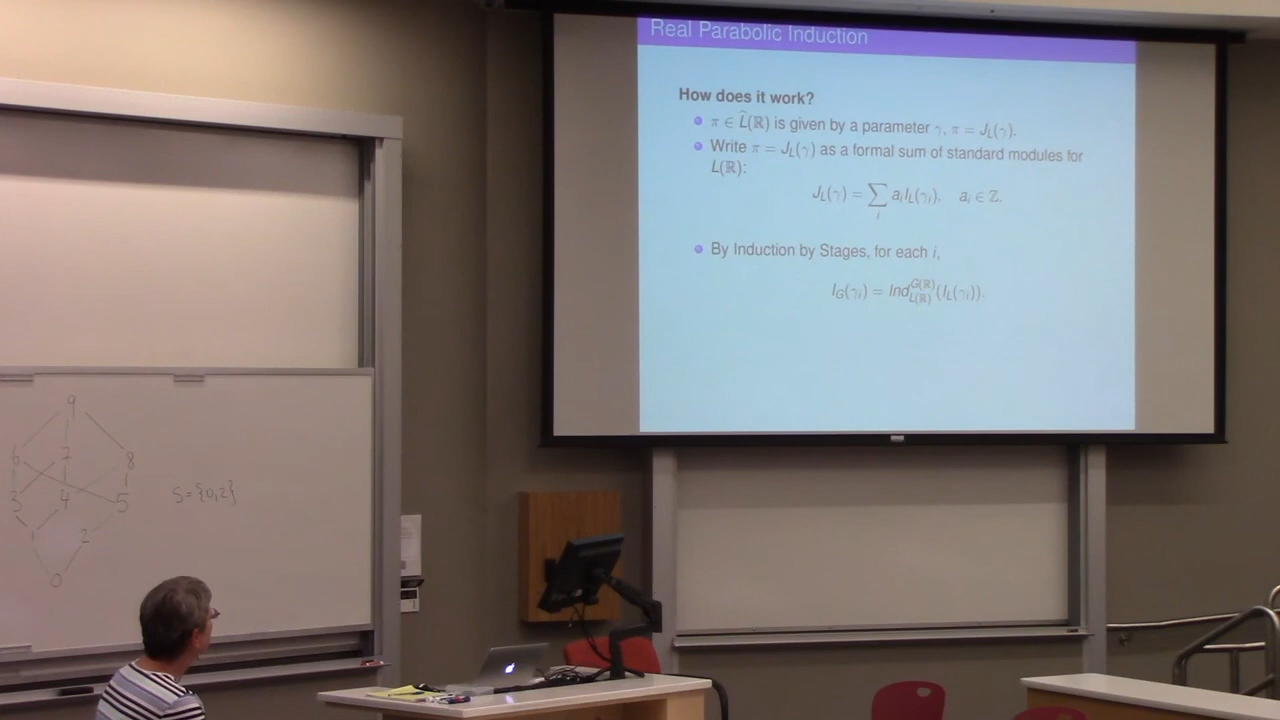 Real Parabolic Induction
How does it work?
π ∈ L̂(ℝ) is given by a parameter γ, π = J_L(γ).
Write π = J_L(γ) as a formal sum of standard modules for
L(ℝ):
J_L(γ) = ∑_i a_i I_L(γ_i), a_i ∈ ℤ.
By Induction by Stages, for each i,
I_G(γ_i) = Ind_{L(ℝ)}^{G(ℝ)}(I_L(γ_i)).
9
6 7 8
3 4 5
1 2
0
S={0,2}